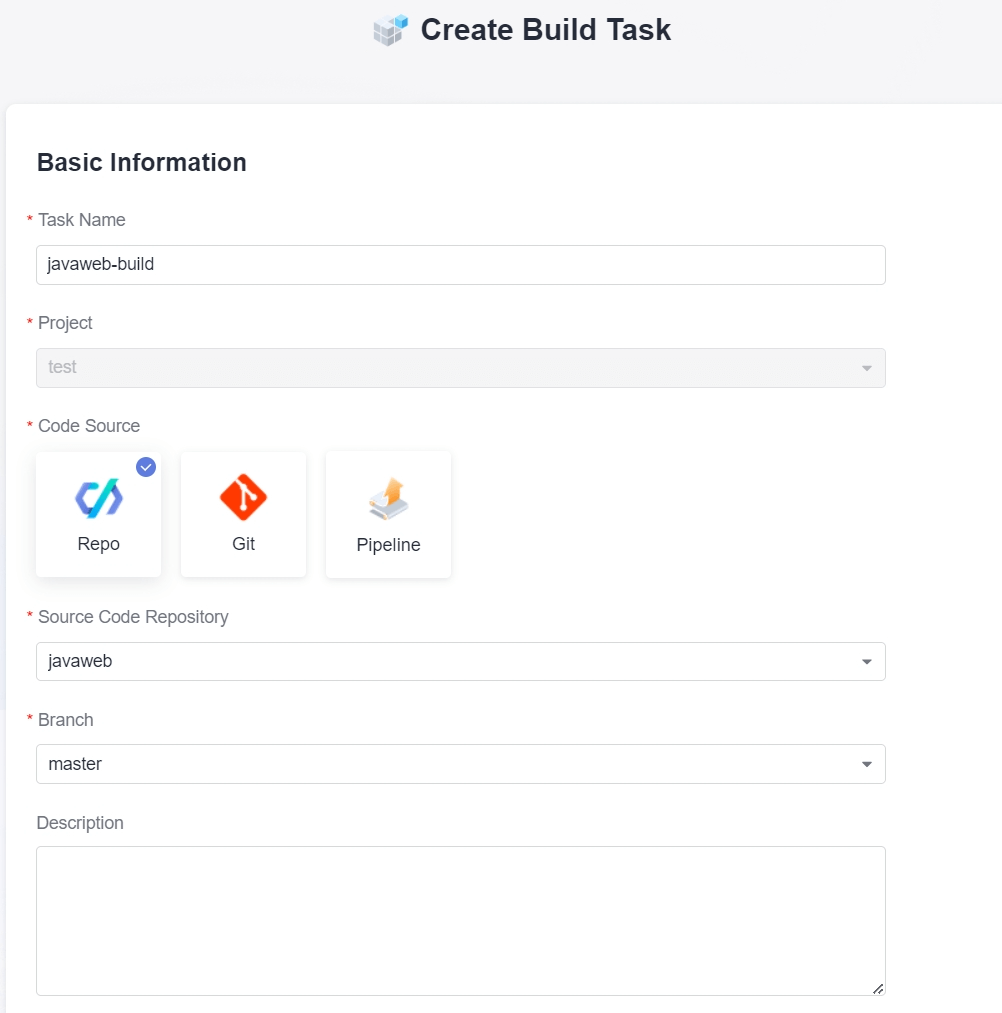 Create Build Task
Basic Information
* Task Name
javaweb-build
* Project
test
* Code Source
Repo
Git
Pipeline
* Source Code Repository
javaweb
* Branch
master
Description